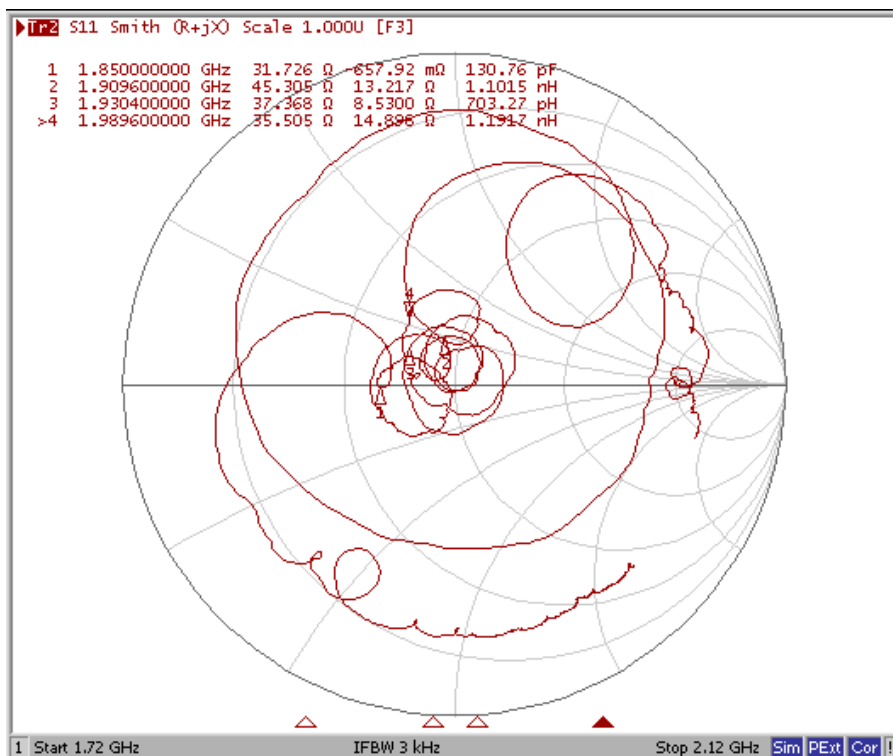 Tr2 S11 Smith (R+jX) Scale 1.000U [F3]
1 1.850000000 GHz 31.726 Ω -657.92 mΩ 130.76 pF
2 1.909600000 GHz 45.305 Ω 13.217 Ω 1.1015 nH
3 1.930400000 GHz 37.368 Ω 8.5300 Ω 703.27 pH
>4 1.989600000 GHz 35.505 Ω 14.898 Ω 1.1917 nH
4
1
1 Start 1.72 GHz IFBW 3 kHz Stop 2.12 GHz Sim PExt Cor